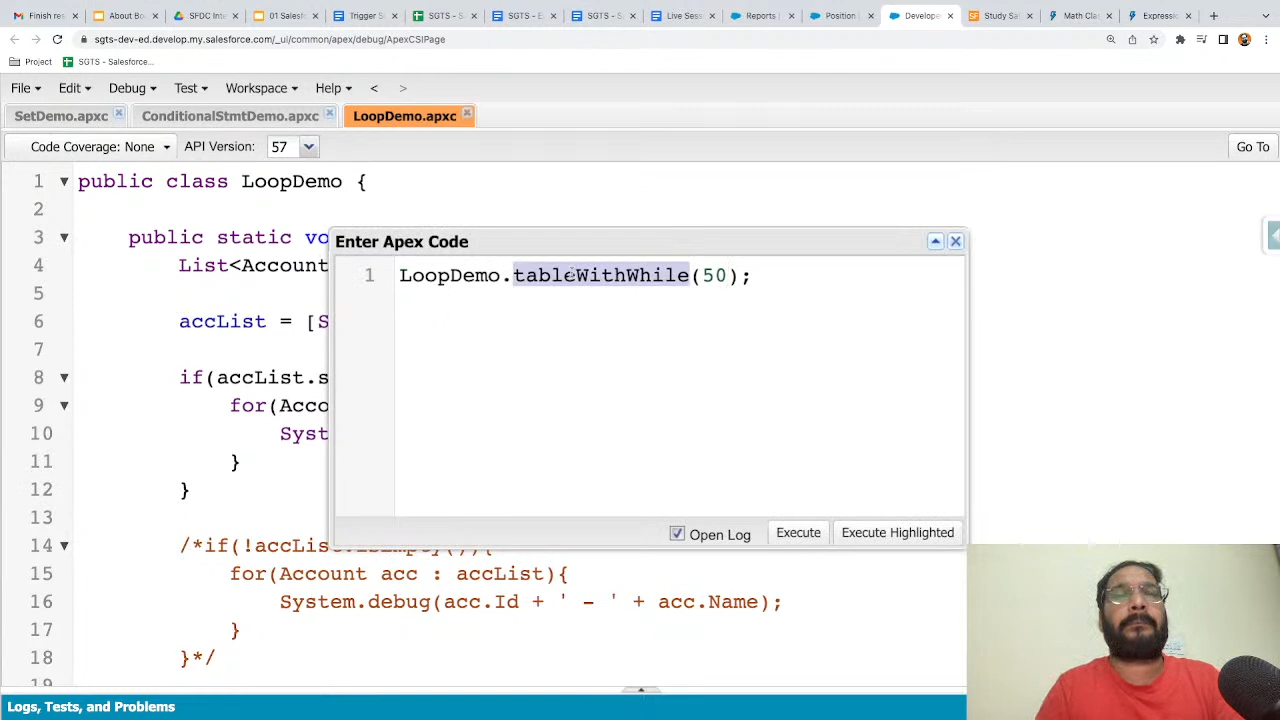 Finish res
About Bo
SFDC Inte
01 Salesf
Trigger S
SGTS - S
SGTS - E
SGTS - S
Live Sess
Reports |
Position |
Develope
Study Sa
Math Cla
Expressio
sgts-dev-ed.develop.my.salesforce.com/_ui/common/apex/debug/ApexCSIPage
Project SGTS - Salesforce...
File Edit Debug Test Workspace Help < >
SetDemo.apxc ConditionalStmtDemo.apxc LoopDemo.apxc
Code Coverage: None API Version: 57 Go To
1 public class LoopDemo {
2
3 public static vo
4 List<Account
5
6 accList = [S
7
8 if(accList.s
9 for(Acco
10 Syst
11 }
12 }
13
14 /*if(!accList.isEmpty()){
15 for(Account acc : accList){
16 System.debug(acc.Id + ' - ' + acc.Name);
17 }
18 }*/
19
Enter Apex Code
1 LoopDemo.tableWithWhile(50);
Open Log Execute Execute Highlighted
Logs, Tests, and Problems